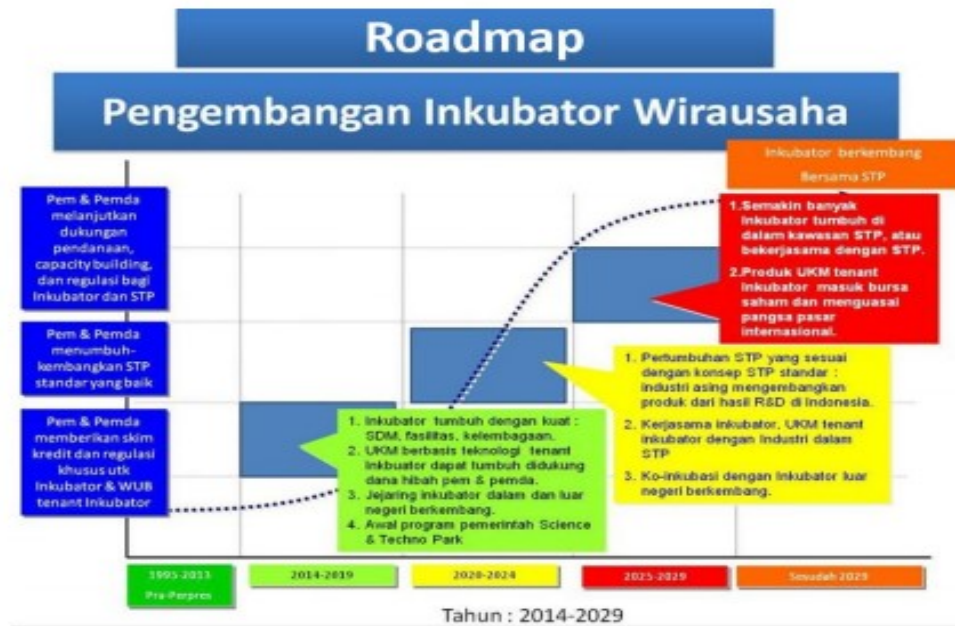 Roadmap
Pengembangan Inkubator Wirausaha
Inkubator berkembang
Bersama STP
Pem & Pemda
melanjutkan
dukungan
pendanaan,
capacity building,
dan regulasi bagi
Inkubator dan STP
1.Semakin banyak
Inkubator tumbuh di
dalam kawasan STP, atau
bekerjasama dengan STP.
2.Produk UKM tenant
Inkubator masuk bursa
saham dan menguasai
pangsa pasar
internasional.
Pem & Pemda
menumbuh-
kembangkan STP
standar yang baik
1. Pertumbuhan STP yang sesuai
dengan konsep STP standar :
industri asing mengembangkan
produk dari hasil R&D di Indonesia.
2. Kerjasama inkubator, UKM tenant
inkubator dengan Industri dalam
STP
3. Ko-inkubasi dengan Inkubator luar
negeri berkembang.
Pem & Pemda
memberikan skim
kredit dan regulasi
khusus utk
Inkubator & WUB
tenant Inkubator
1. Inkubator tumbuh dengan kuat :
SDM, fasilitas, kelembagaan.
2. UKM berbasis teknologi tenant
Inkbuator dapat tumbuh didukung
dana hibah pem & pemda.
3. Jejaring inkubator dalam dan luar
negeri berkembang.
4. Awal program pemerintah Science
& Techno Park
1995-2013
Pra-Perpres
2014-2019
2020-2024
2025-2029
Sesudah 2029
Tahun : 2014-2029